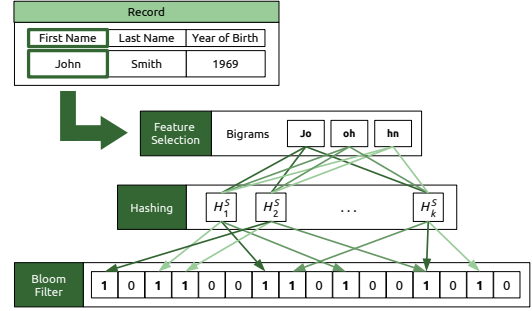 Record
First Name Last Name Year of Birth
John Smith 1969
Feature Selection Bigrams Jo oh hn
Hashing H₁ˢ H₂ˢ ... Hₖˢ
Bloom Filter 1 0 1 1 0 0 1 1 0 1 0 0 1 0 1 0